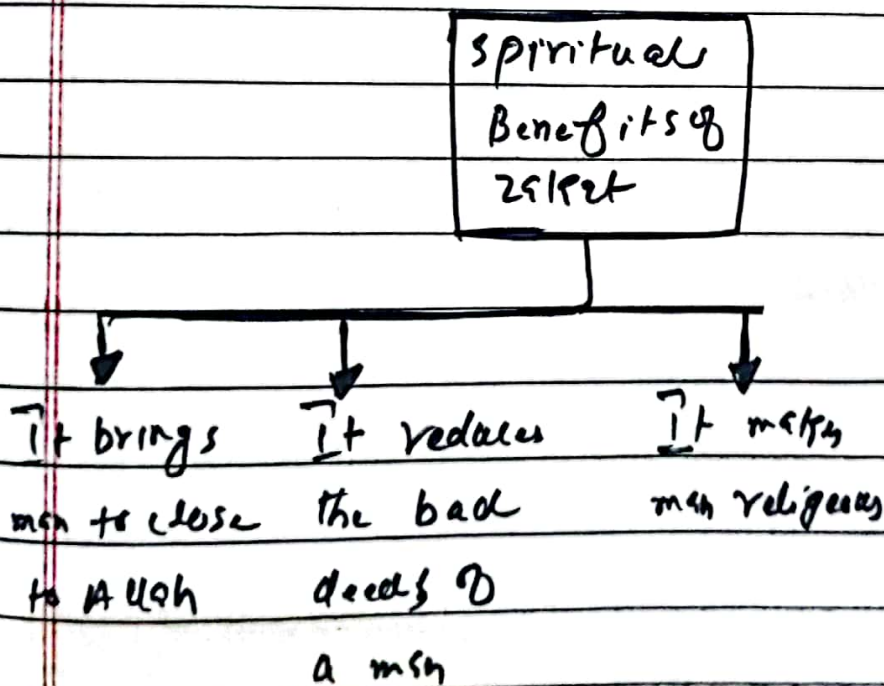 spiritual
Benefits of
zakat
It brings
man to close
to Allah
It reduces
the bad
deeds of
a man
It makes
man religeous